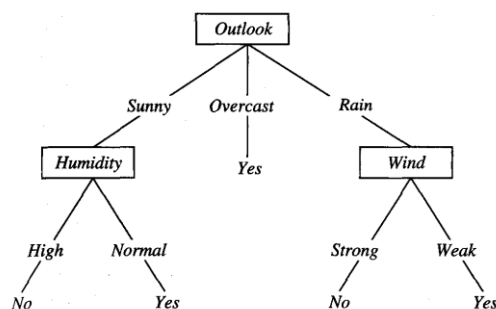 Outlook
Sunny Overcast Rain
Humidity Yes Wind
High Normal Strong Weak
No Yes No Yes